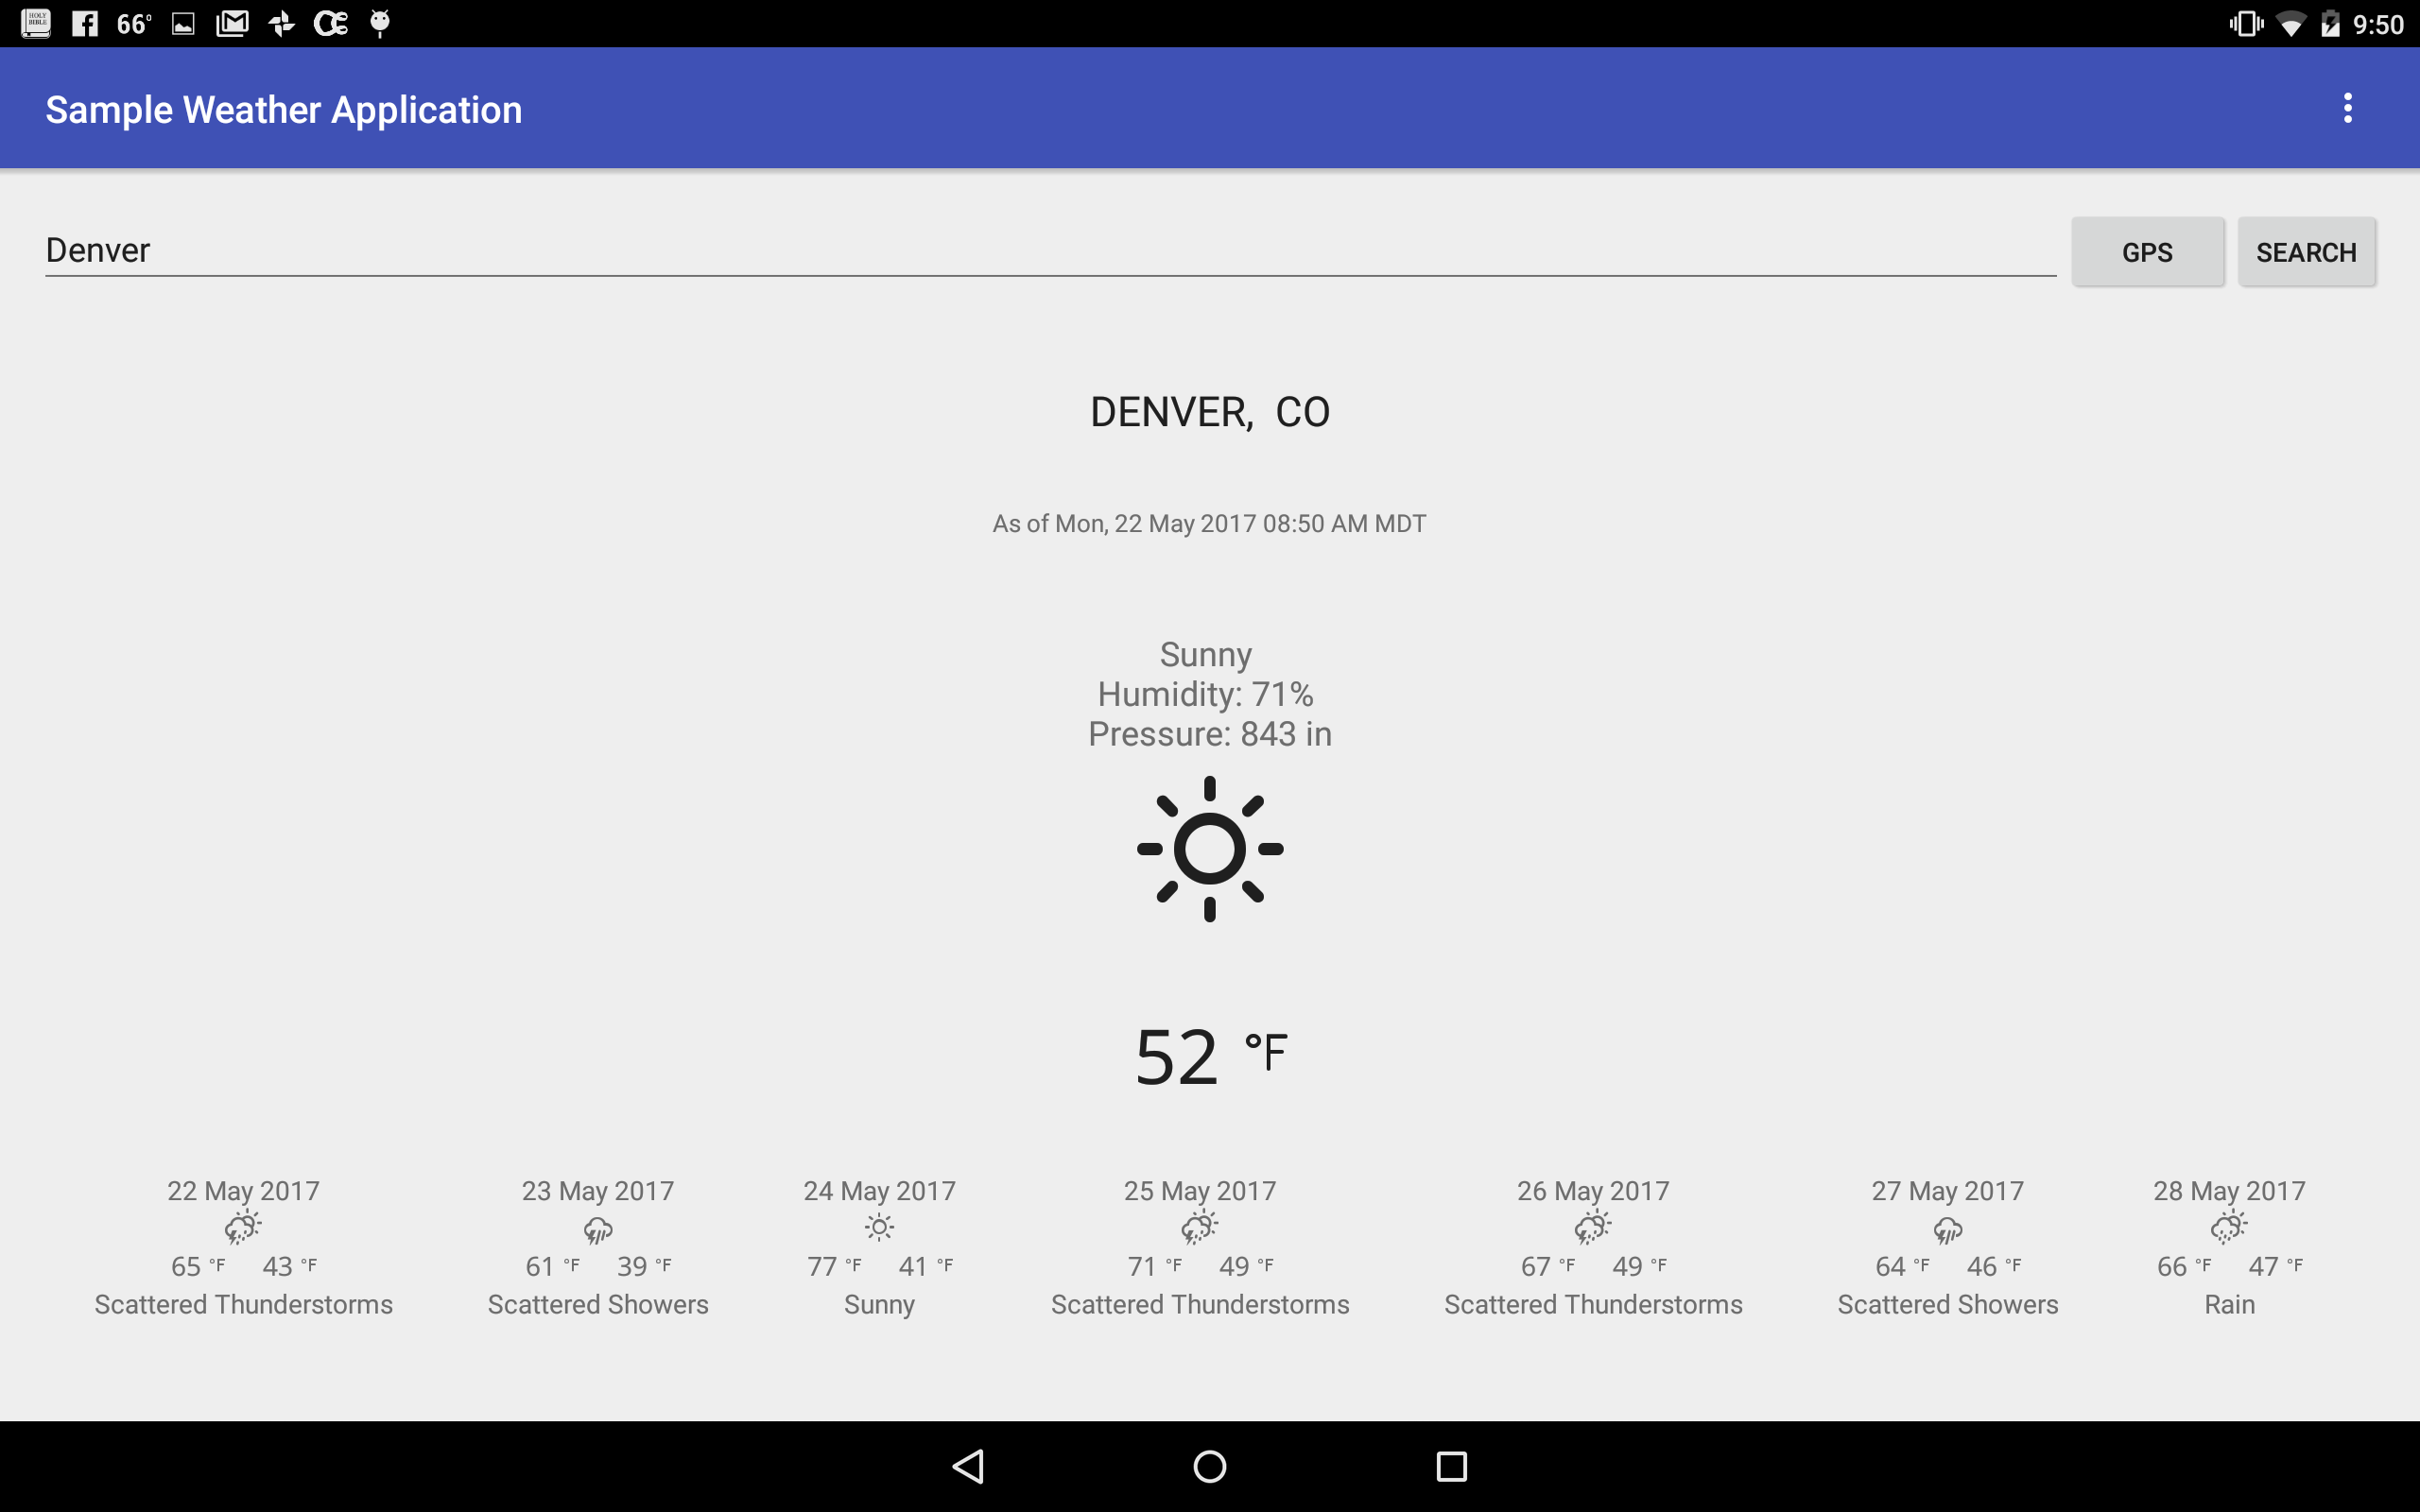 66° 9:50
Sample Weather Application
Denver GPS SEARCH
DENVER, CO
As of Mon, 22 May 2017 08:50 AM MDT
Sunny
Humidity: 71%
Pressure: 843 in
52 °F
22 May 2017 23 May 2017 24 May 2017 25 May 2017 26 May 2017 27 May 2017 28 May 2017
65 °F 43 °F 61 °F 39 °F 77 °F 41 °F 71 °F 49 °F 67 °F 49 °F 64 °F 46 °F 66 °F 47 °F
Scattered Thunderstorms Scattered Showers Sunny Scattered Thunderstorms Scattered Thunderstorms Scattered Showers Rain